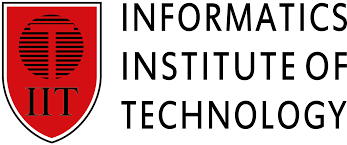 IIT
INFORMATICS
INSTITUTE OF
TECHNOLOGY